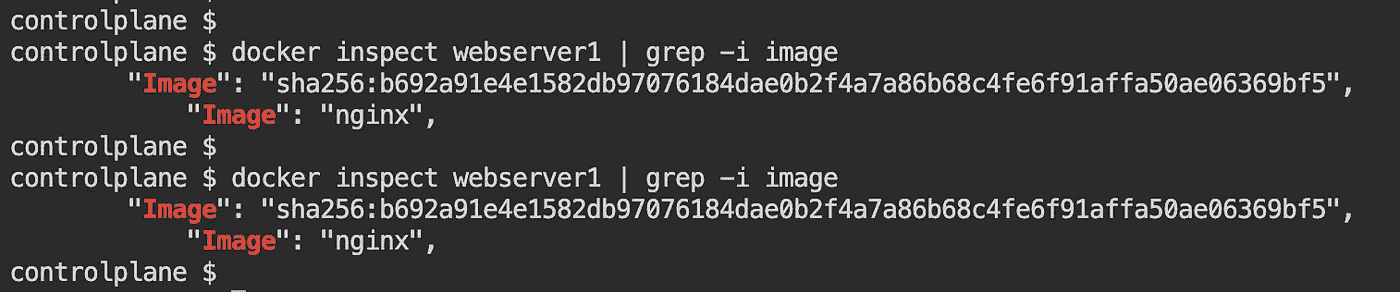 controlplane $
controlplane $ docker inspect webserver1 | grep -i image
"Image": "sha256:b692a91e4e1582db97076184dae0b2f4a7a86b68c4fe6f91affa50ae06369bf5",
"Image": "nginx",
controlplane $
controlplane $ docker inspect webserver1 | grep -i image
"Image": "sha256:b692a91e4e1582db97076184dae0b2f4a7a86b68c4fe6f91affa50ae06369bf5",
"Image": "nginx",
controlplane $